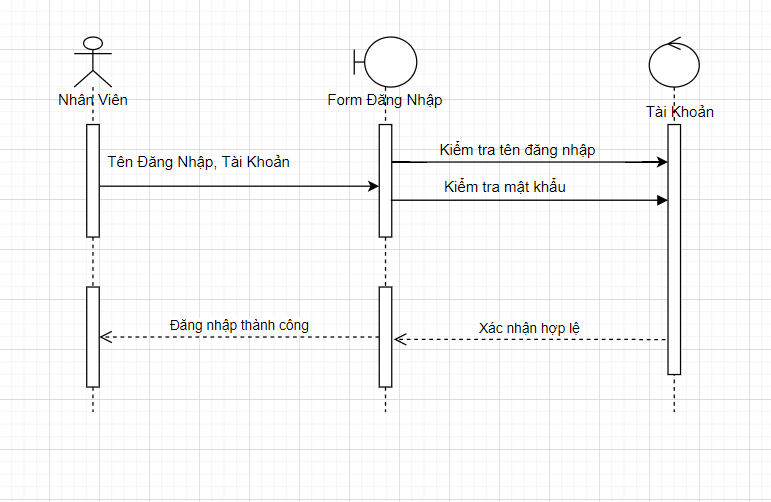 Nhân Viên
Form Đăng Nhập
Tài Khoản
Kiểm tra tên đăng nhập
Tên Đăng Nhập, Tài Khoản
Kiểm tra mật khẩu
Đăng nhập thành công
Xác nhận hợp lệ